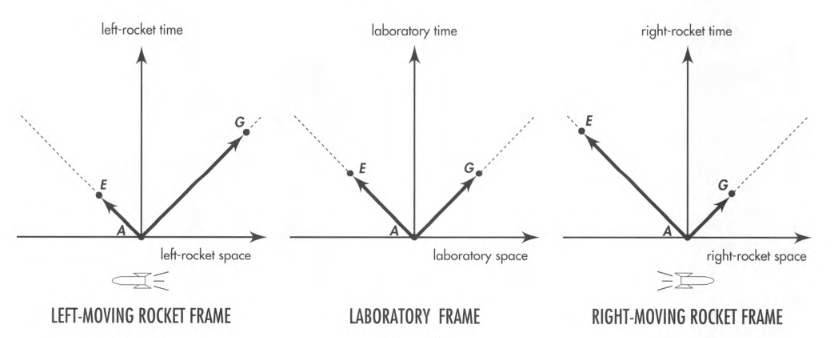 left-rocket time
G
E
A
left-rocket space
LEFT-MOVING ROCKET FRAME
laboratory time
E
G
A
laboratory space
LABORATORY FRAME
right-rocket time
E
G
A
right-rocket space
RIGHT-MOVING ROCKET FRAME